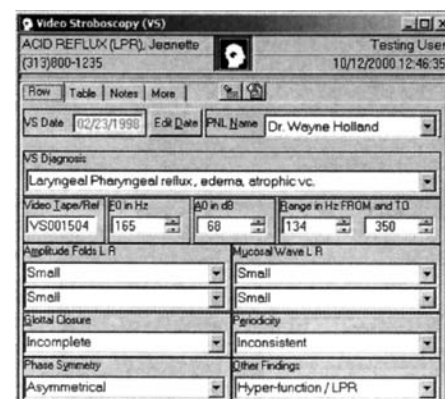 Video Stroboscopy (VS)
ACID REFLUX (LPR), Jeanette Testing User
(313)800-1235 10/12/2000 12:46:35
Row Table Notes More
VS Date 02/23/1998 Edit Date PNL Name Dr. Wayne Holland
VS Diagnosis
Laryngeal Pharyngeal reflux, edema, atrophic vc.
Video Tape/Ref F0 in Hz A0 in dB Range in Hz FROM and TO
VS001504 165 68 134 350
Amplitude Folds L R Mucosal Wave L R
Small Small
Small Small
Glottal Closure Periodicity
Incomplete Inconsistent
Phase Symmetry Other Findings
Asymmetrical Hyper-function / LPR